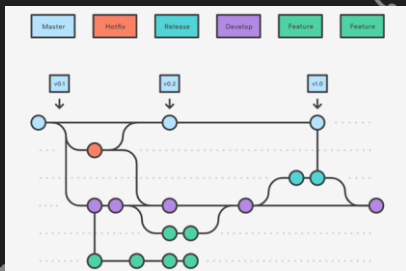 Master
Hotfix
Release
Develop
Feature
Feature
v0.1
v0.2
v1.0